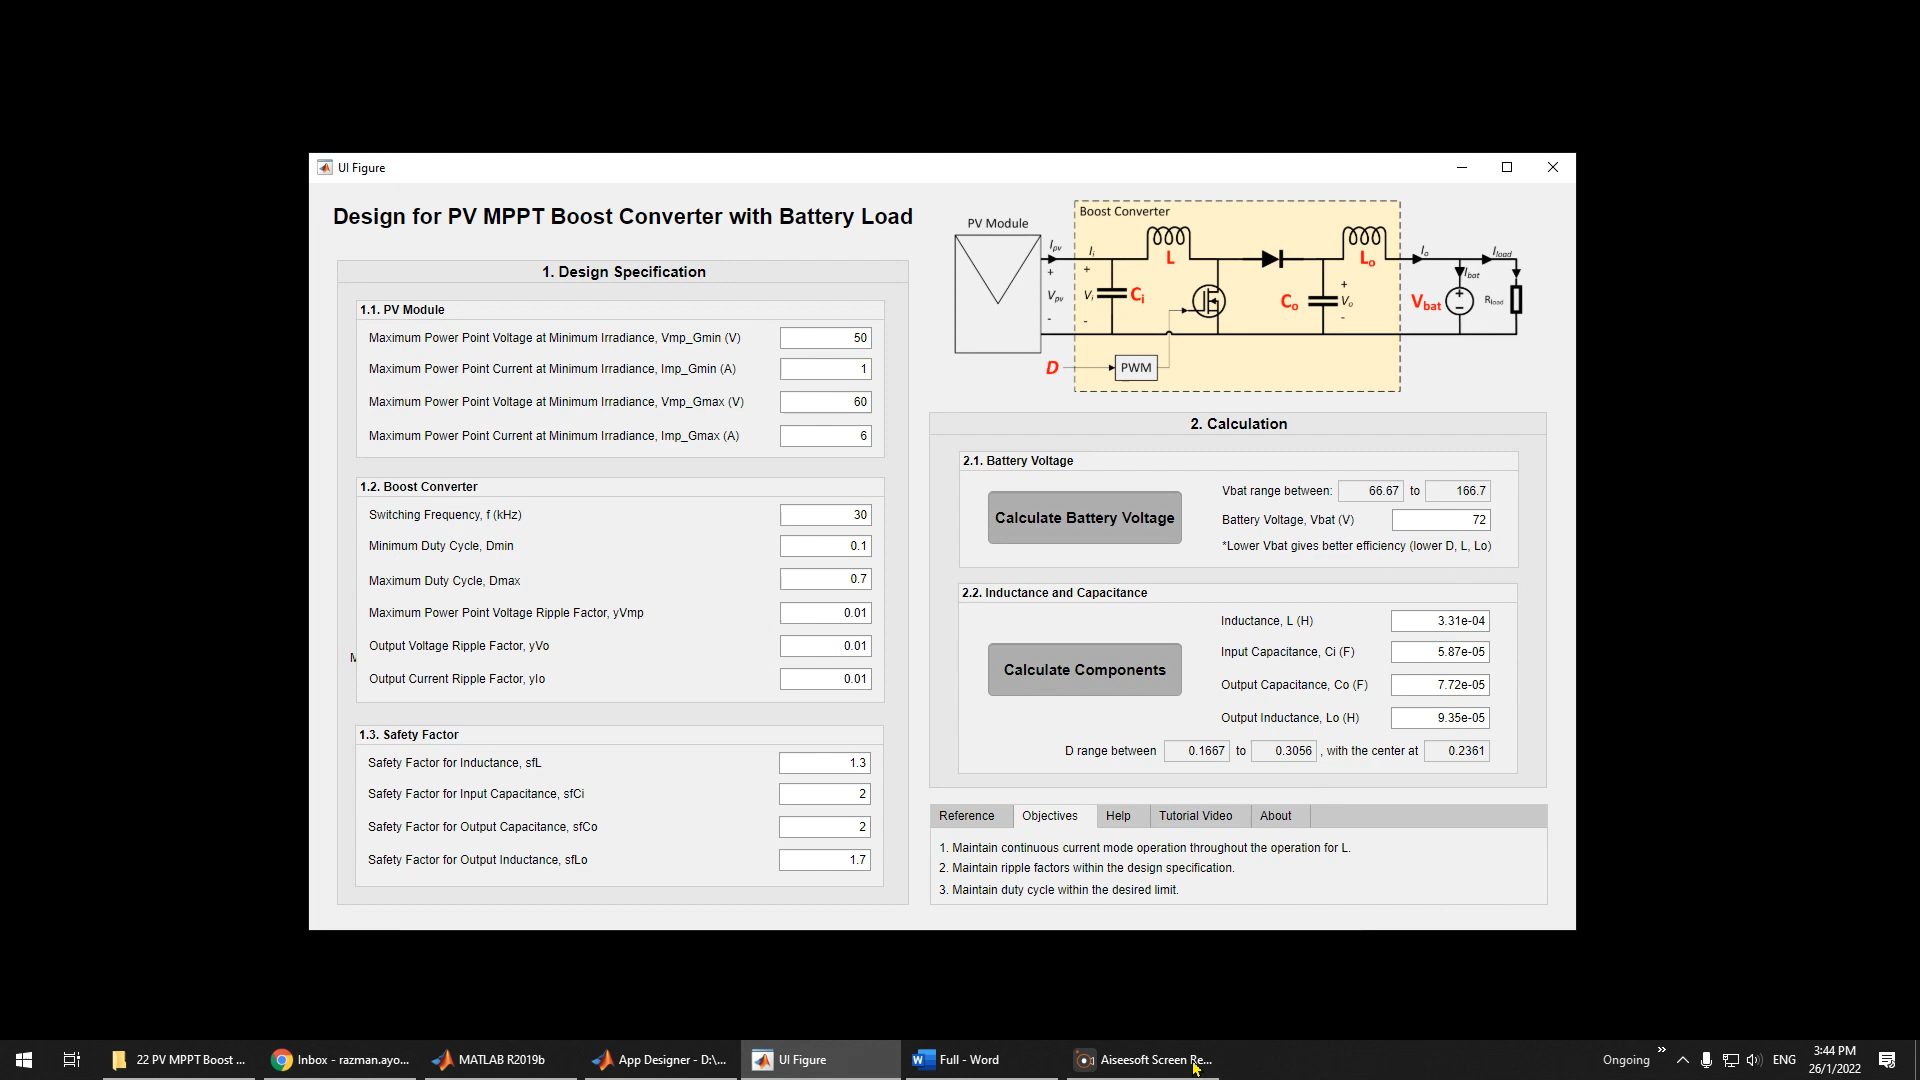 UI Figure
Design for PV MPPT Boost Converter with Battery Load
1. Design Specification
1.1. PV Module
Maximum Power Point Voltage at Minimum Irradiance, Vmp_Gmin (V) 50
Maximum Power Point Current at Minimum Irradiance, Imp_Gmin (A) 1
Maximum Power Point Voltage at Minimum Irradiance, Vmp_Gmax (V) 60
Maximum Power Point Current at Minimum Irradiance, Imp_Gmax (A) 6
1.2. Boost Converter
Switching Frequency, f (kHz) 30
Minimum Duty Cycle, Dmin 0.1
Maximum Duty Cycle, Dmax 0.7
Maximum Power Point Voltage Ripple Factor, yVmp 0.01
Output Voltage Ripple Factor, yVo 0.01
M
Output Current Ripple Factor, yIo 0.01
1.3. Safety Factor
Safety Factor for Inductance, sfL 1.3
Safety Factor for Input Capacitance, sfCi 2
Safety Factor for Output Capacitance, sfCo 2
Safety Factor for Output Inductance, sfLo 1.7
PV Module
Boost Converter
Ipv
+
Vpv
-
Ii
+
Vi
-
Ci
L
Co
+
Vo
-
Lo
Io
Iload
Ibat
Vbat
+
-
Rload
D
PWM
2. Calculation
2.1. Battery Voltage
Calculate Battery Voltage
Vbat range between: 66.67 to 166.7
Battery Voltage, Vbat (V) 72
*Lower Vbat gives better efficiency (lower D, L, Lo)
2.2. Inductance and Capacitance
Calculate Components
Inductance, L (H) 3.31e-04
Input Capacitance, Ci (F) 5.87e-05
Output Capacitance, Co (F) 7.72e-05
Output Inductance, Lo (H) 9.35e-05
D range between 0.1667 to 0.3056 , with the center at 0.2361
Reference Objectives Help Tutorial Video About
1. Maintain continuous current mode operation throughout the operation for L.
2. Maintain ripple factors within the design specification.
3. Maintain duty cycle within the desired limit.
22 PV MPPT Boost ... Inbox - razman.ayo... MATLAB R2019b App Designer - D:\... UI Figure Full - Word Aiseesoft Screen Re... Ongoing » ENG
3:44 PM
26/1/2022